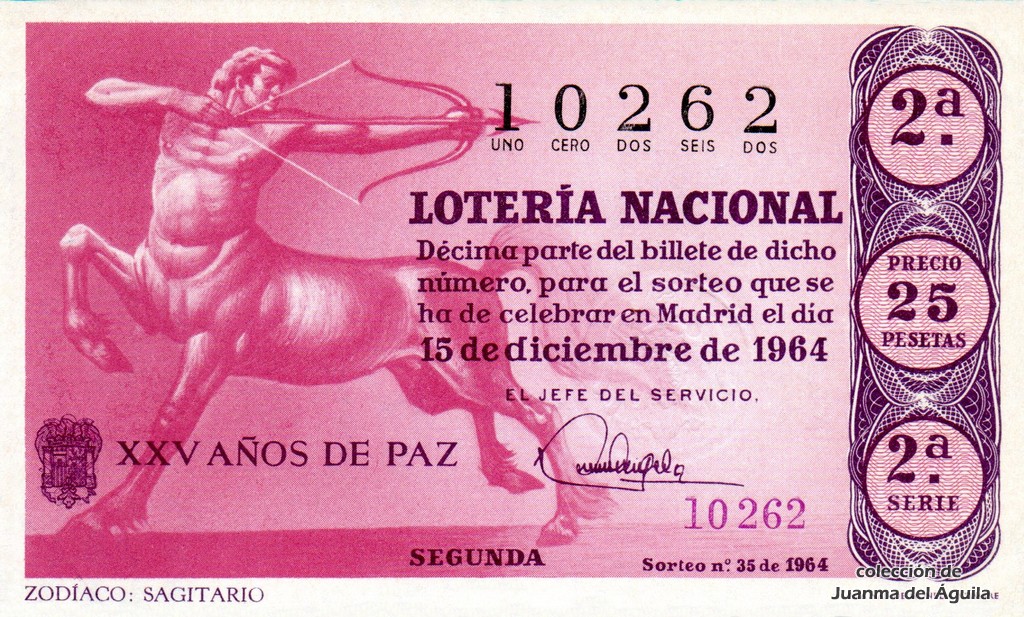 10262
UNO CERO DOS SEIS DOS
LOTERÍA NACIONAL
Décima parte del billete de dicho
número, para el sorteo que se
ha de celebrar en Madrid el día
15 de diciembre de 1964
EL JEFE DEL SERVICIO,
XXV AÑOS DE PAZ
10262
SEGUNDA
Sorteo nº. 35 de 1964
ZODÍACO: SAGITARIO
2ª.
PRECIO
25
PESETAS
2ª.
SERIE
colección de
Juanma del Águila